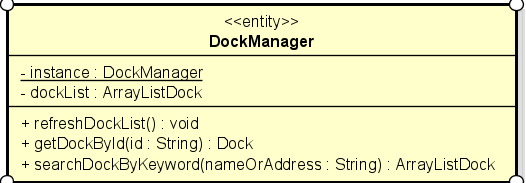 <<entity>>
DockManager
- instance : DockManager
- dockList : ArrayListDock
+ refreshDockList() : void
+ getDockById(id : String) : Dock
+ searchDockByKeyword(nameOrAddress : String) : ArrayListDock